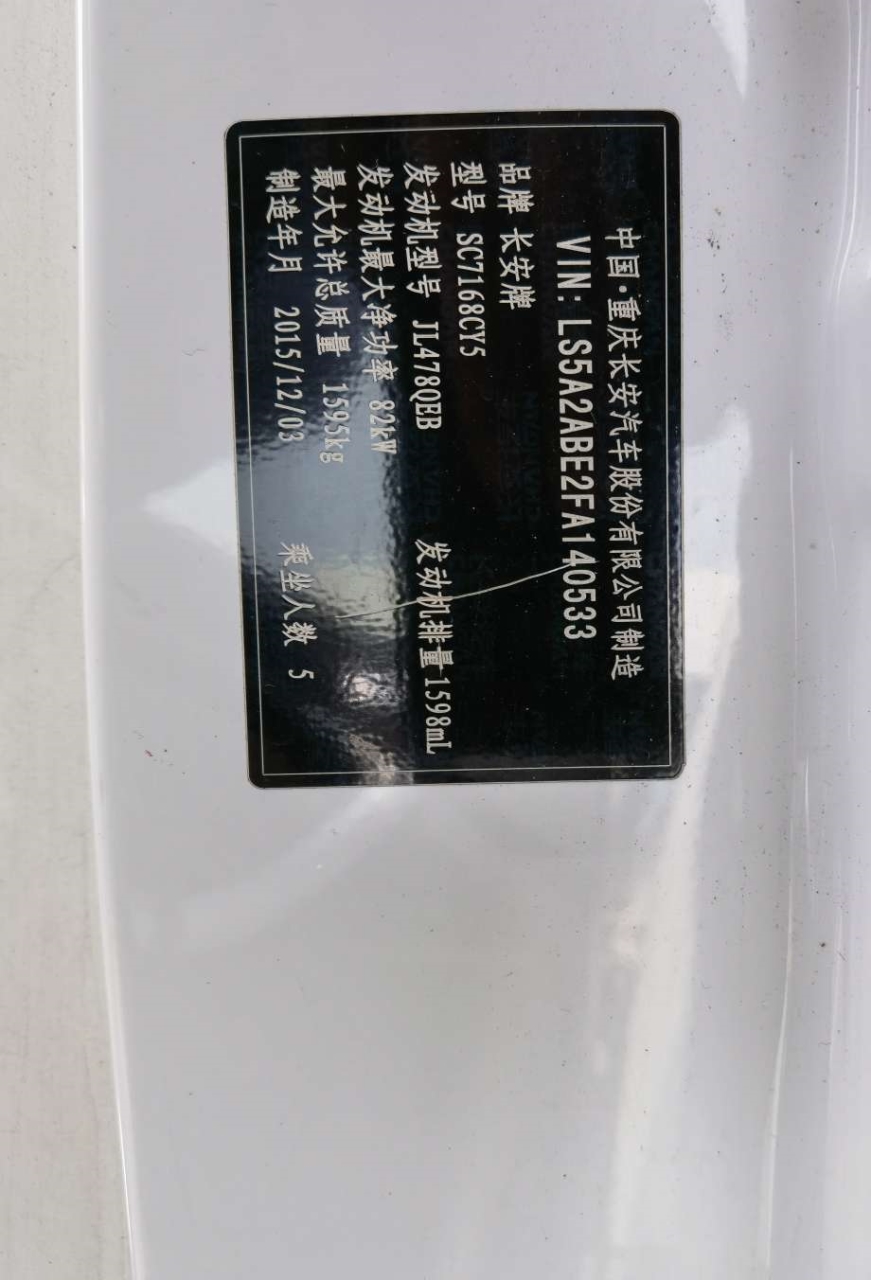 中国·重庆长安汽车股份有限公司制造
VIN: LS5A2ABE2FA140533
品牌 长安牌
型号 SC7168CY5
发动机型号 JL478QEB 发动机排量 1598mL
发动机最大净功率 82kW
最大允许总质量 1595kg
制造年月 2015/12/03 乘坐人数 5